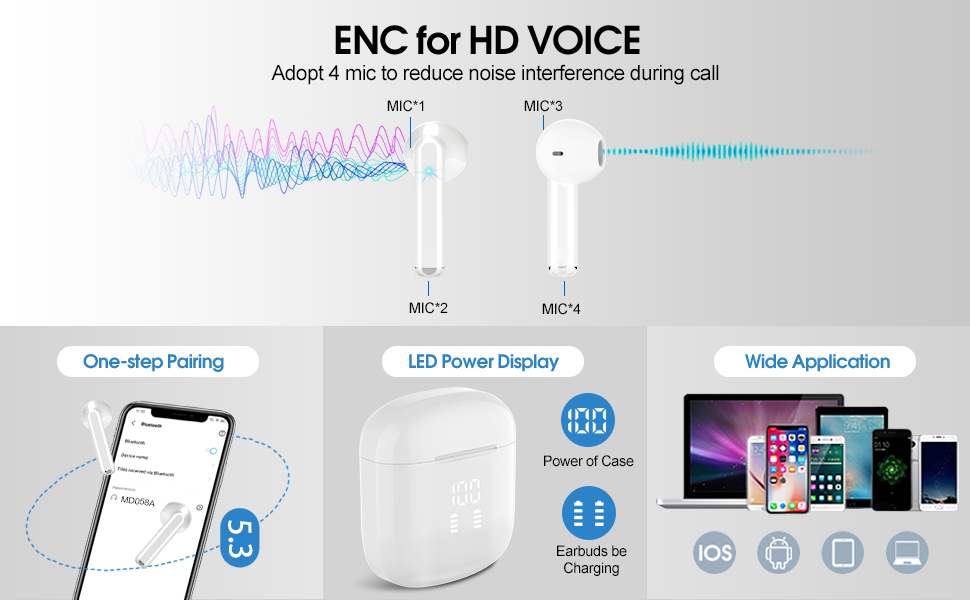 ENC for HD VOICE
Adopt 4 mic to reduce noise interference during call
MIC*1
MIC*3
MIC*2
MIC*4
One-step Pairing
LED Power Display
Wide Application
Bluetooth
Bluetooth
Device name
Files received via Bluetooth
MD058A
5.3
100
100
Power of Case
Earbuds be
Charging
01:10
IOS